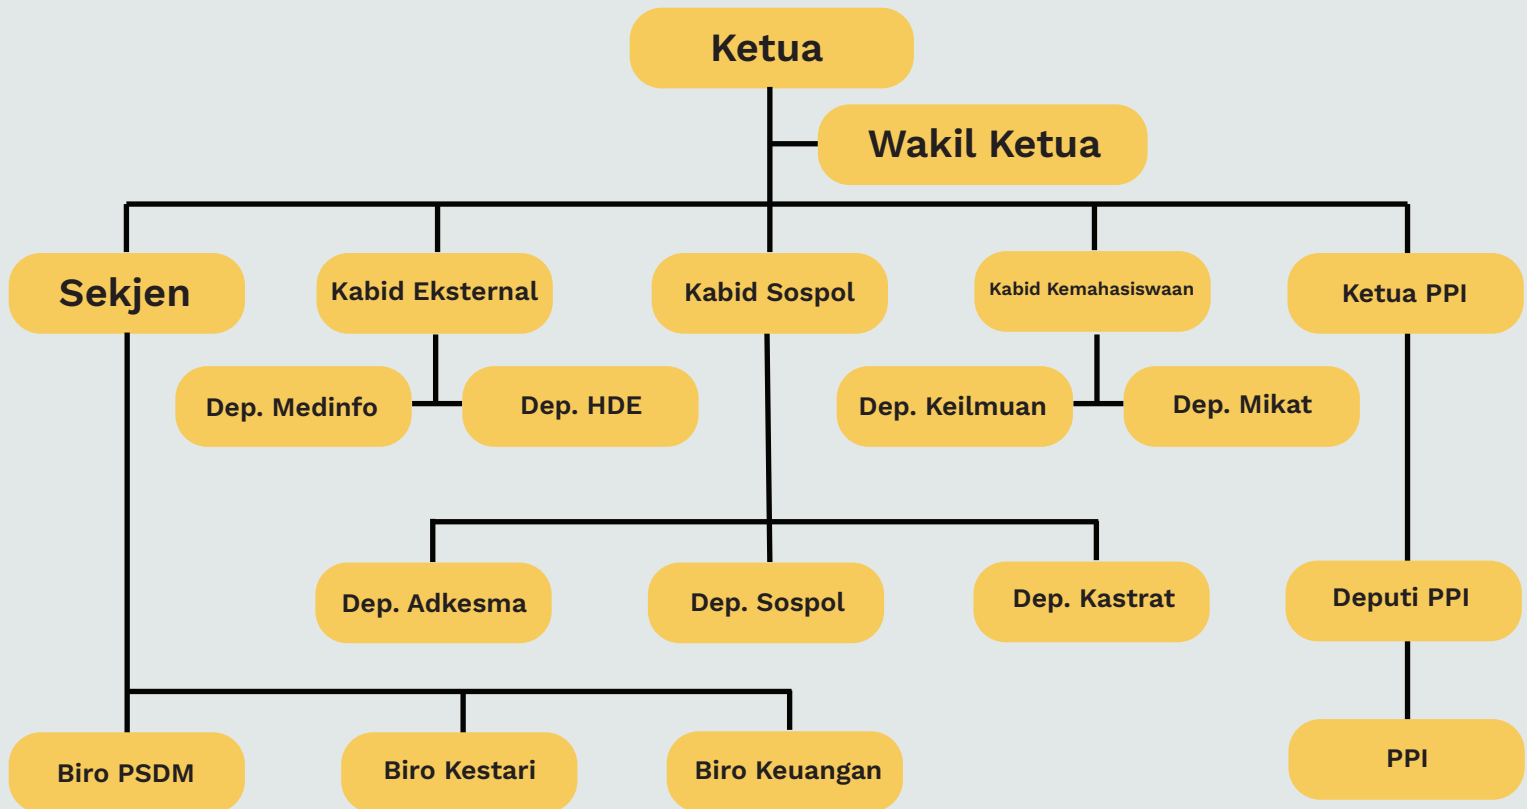 Ketua
Wakil Ketua
Sekjen
Kabid Eksternal
Kabid Sospol
Kabid Kemahasiswaan
Ketua PPI
Dep. Medinfo
Dep. HDE
Dep. Keilmuan
Dep. Mikat
Dep. Adkesma
Dep. Sospol
Dep. Kastrat
Deputi PPI
Biro PSDM
Biro Kestari
Biro Keuangan
PPI